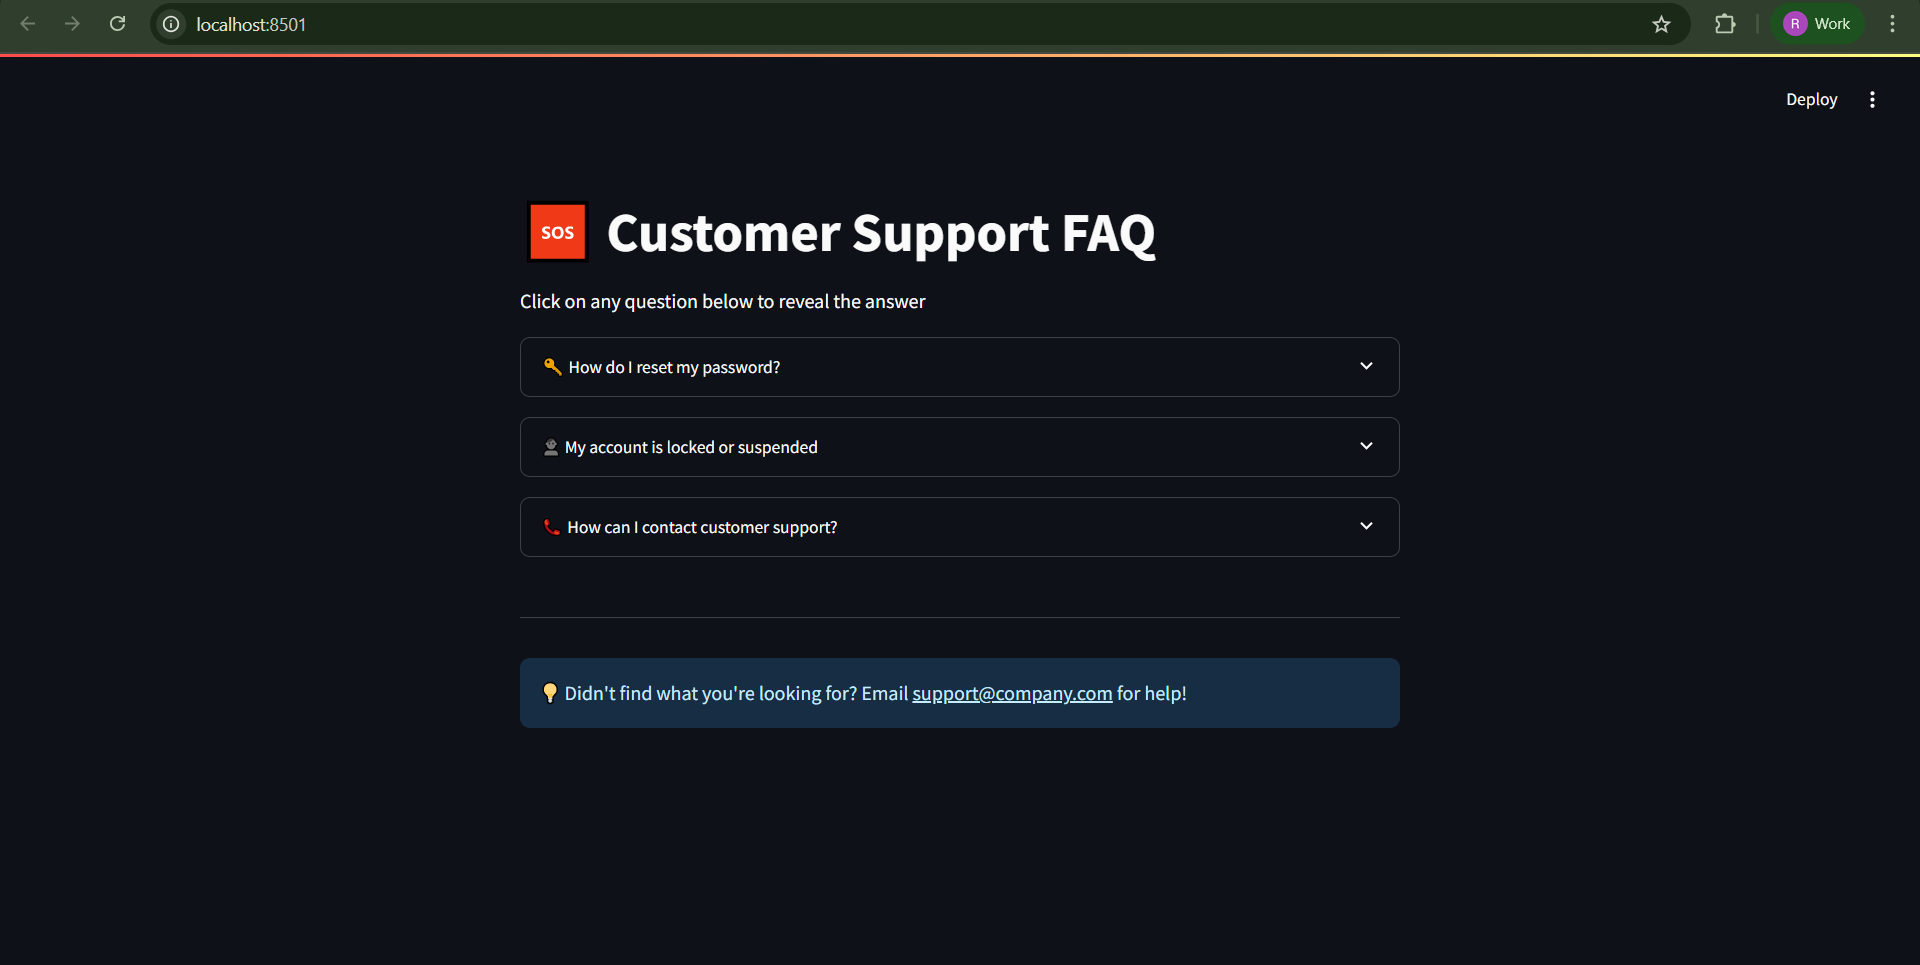 localhost:8501
R Work
Deploy
SOS Customer Support FAQ
Click on any question below to reveal the answer
How do I reset my password?
My account is locked or suspended
How can I contact customer support?
Didn't find what you're looking for? Email support@company.com for help!